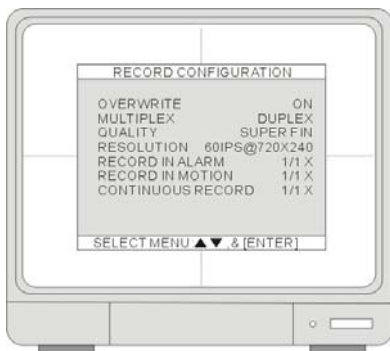 RECORD CONFIGURATION
OVERWRITE ON
MULTIPLEX DUPLEX
QUALITY SUPER FIN
RESOLUTION 60IPS@720X240
RECORD IN ALARM 1/1 X
RECORD IN MOTION 1/1 X
CONTINUOUS RECORD 1/1 X
SELECT MENU ▲▼ ,& [ENTER]